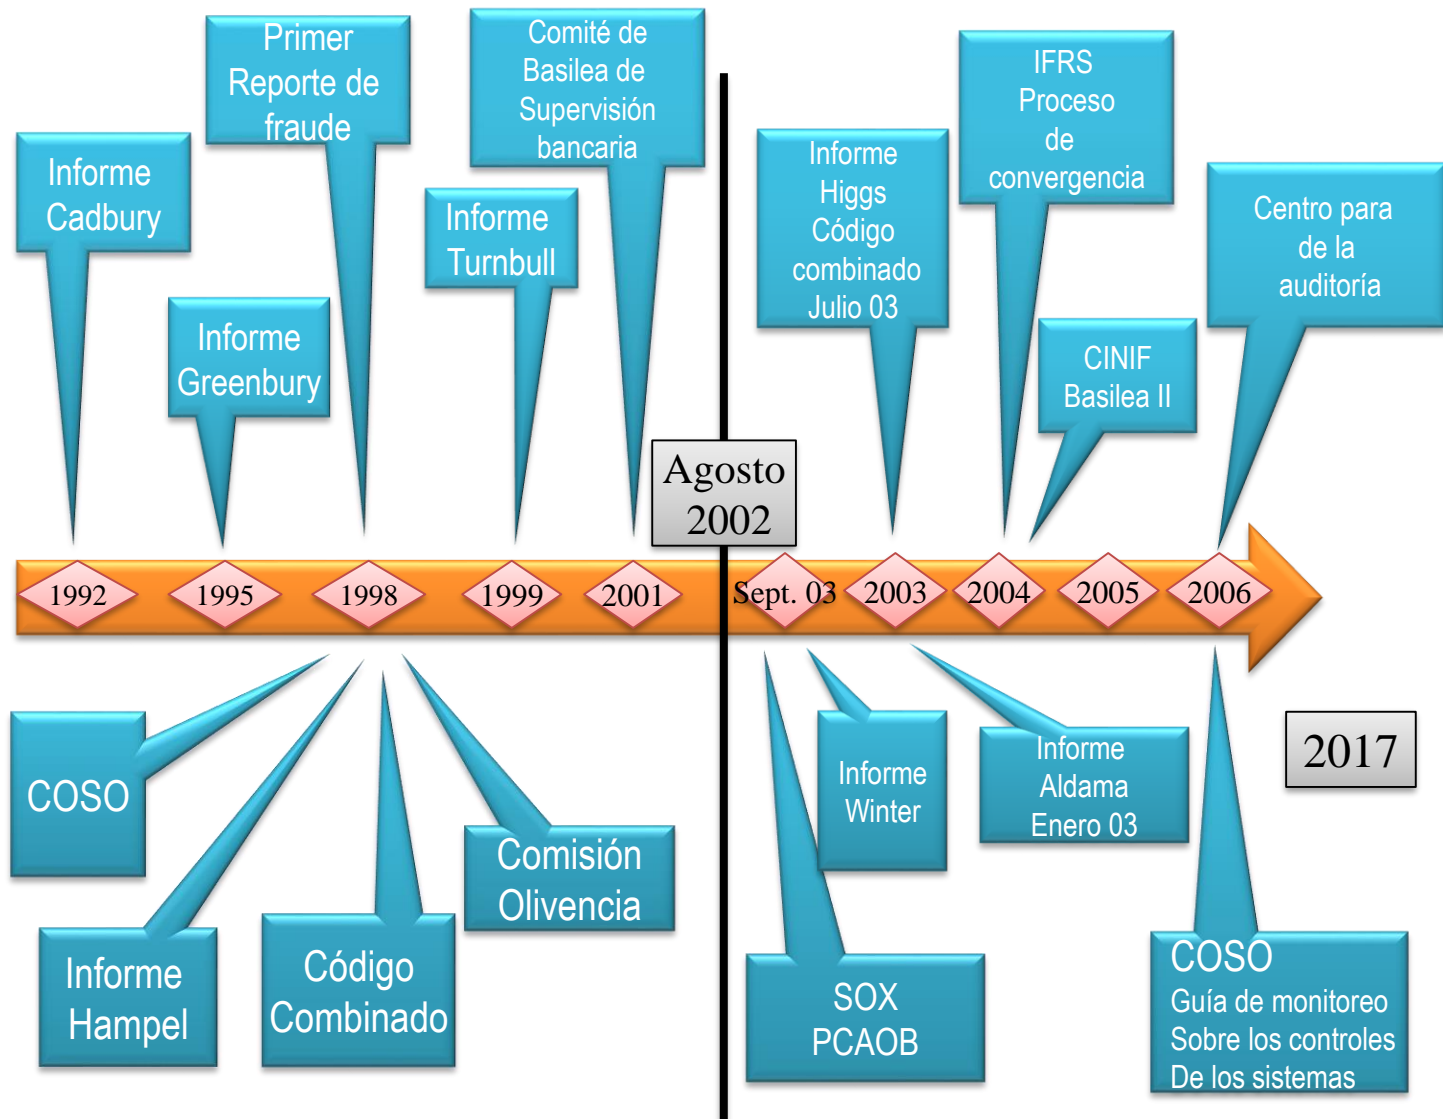 Primer
Reporte de
fraude
Comité de
Basilea de
Supervisión
bancaria
IFRS
Proceso
de
convergencia
Informe
Cadbury
Informe
Turnbull
Informe
Higgs
Código
combinado
Julio 03
Centro para
de la
auditoría
Informe
Greenbury
CINIF
Basilea II
Agosto
2002
1992
1995
1998
1999
2001
Sept. 03
2003
2004
2005
2006
COSO
Informe
Hampel
Código
Combinado
Comisión
Olivencia
Informe
Winter
Informe
Aldama
Enero 03
2017
SOX
PCAOB
COSO
Guía de monitoreo
Sobre los controles
De los sistemas